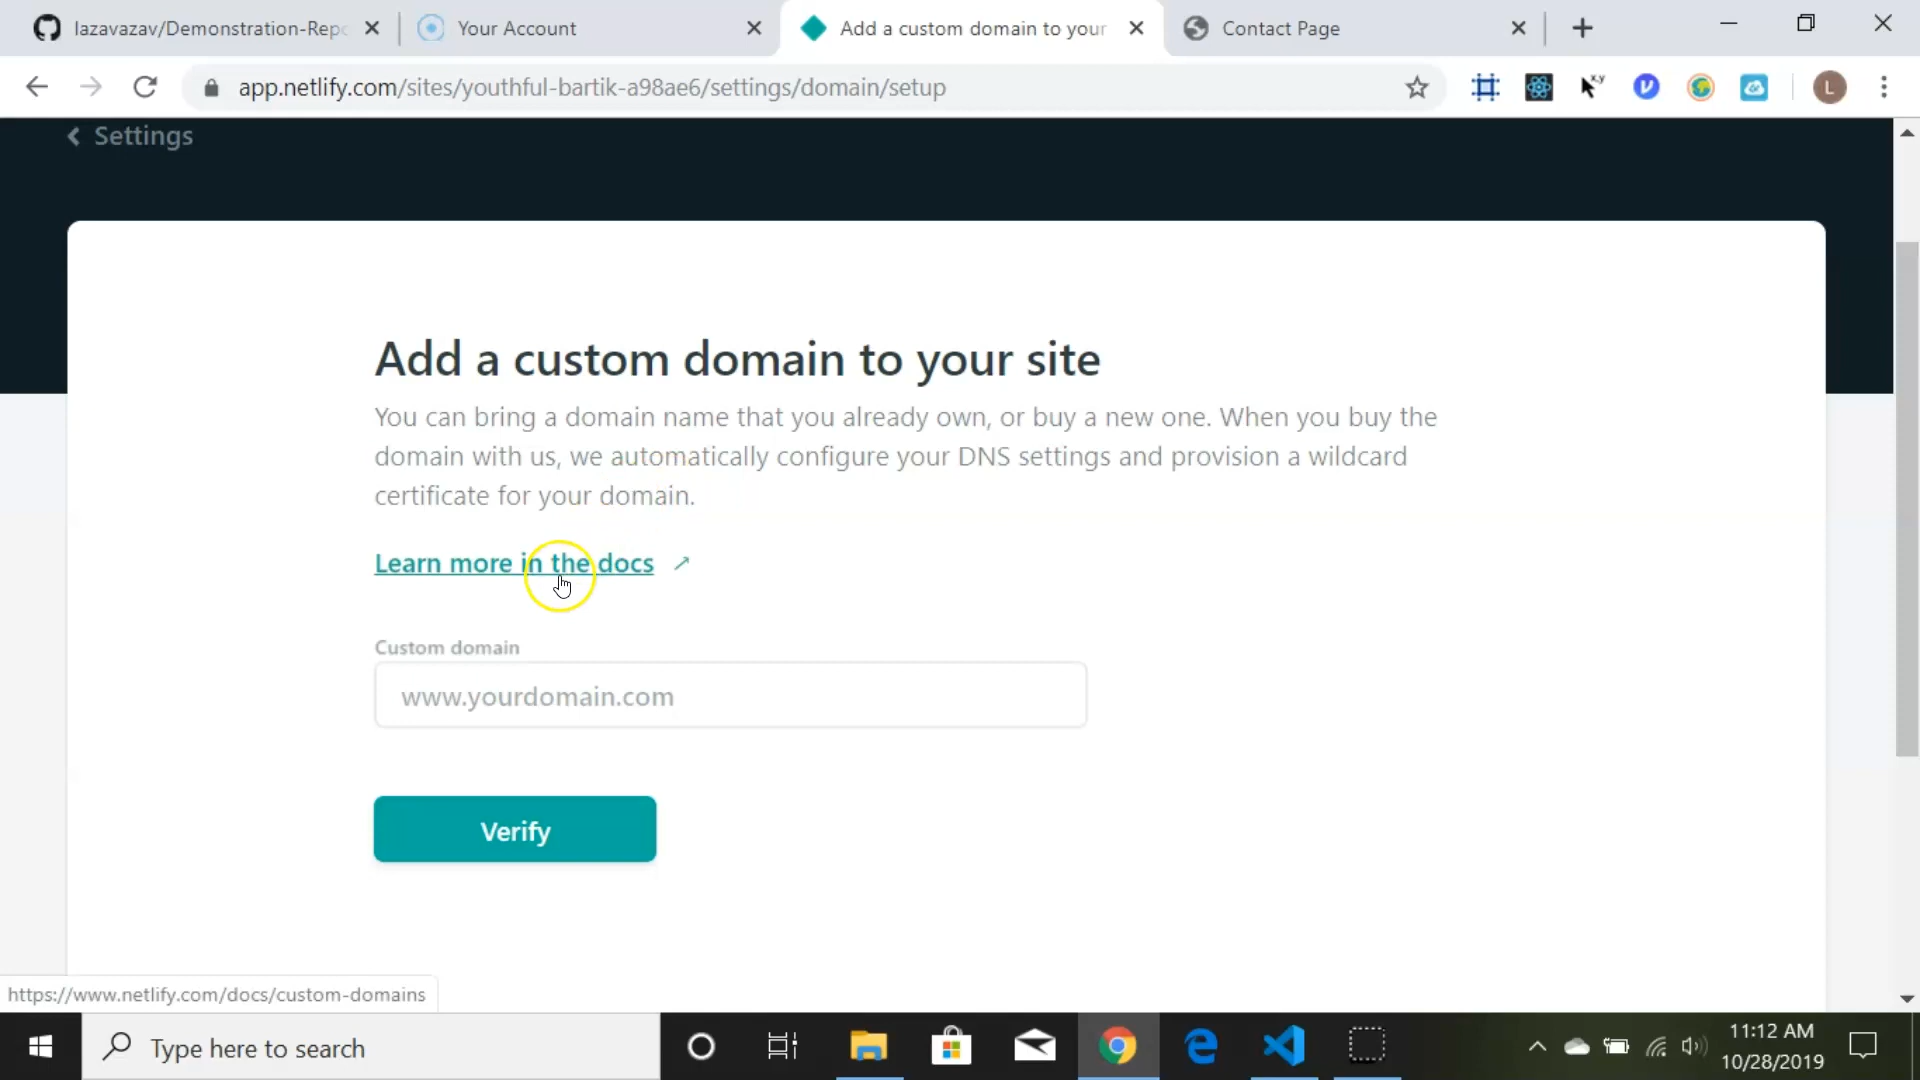 lazavazav/Demonstration-Repo
Your Account
Add a custom domain to your
Contact Page
app.netlify.com/sites/youthful-bartik-a98ae6/settings/domain/setup
L
Settings
Add a custom domain to your site
You can bring a domain name that you already own, or buy a new one. When you buy the
domain with us, we automatically configure your DNS settings and provision a wildcard
certificate for your domain.
Learn more in the docs
Custom domain
www.yourdomain.com
Verify
https://www.netlify.com/docs/custom-domains
Type here to search
11:12 AM
10/28/2019